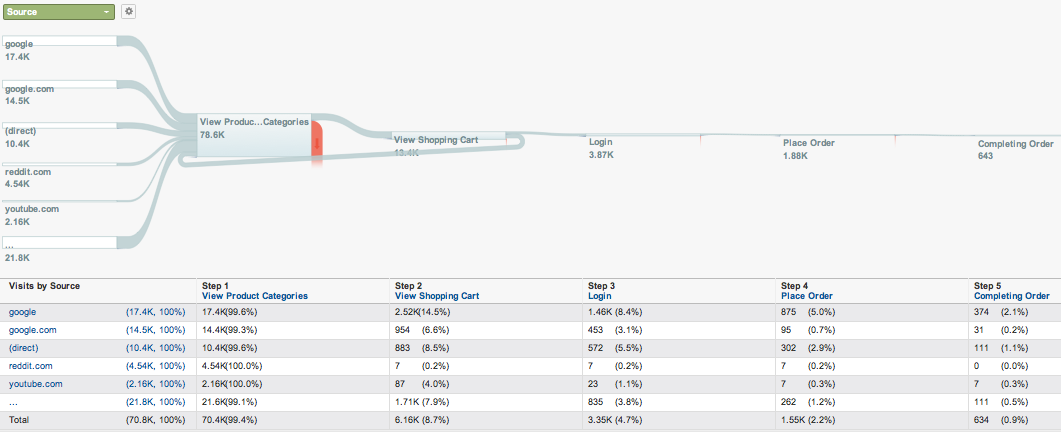 Source
google
17.4K
google.com
14.5K
(direct)
10.4K
reddit.com
4.54K
youtube.com
2.16K
...
21.8K
View Produc...Categories
78.6K
View Shopping Cart
13.4K
Login
3.87K
Place Order
1.88K
Completing Order
643
Visits by Source Step 1 Step 2 Step 3 Step 4 Step 5
View Product Categories View Shopping Cart Login Place Order Completing Order
google (17.4K, 100%) 17.4K(99.6%) 2.52K(14.5%) 1.46K (8.4%) 875 (5.0%) 374 (2.1%)
google.com (14.5K, 100%) 14.4K(99.3%) 954 (6.6%) 453 (3.1%) 95 (0.7%) 31 (0.2%)
(direct) (10.4K, 100%) 10.4K(99.6%) 883 (8.5%) 572 (5.5%) 302 (2.9%) 111 (1.1%)
reddit.com (4.54K, 100%) 4.54K(100.0%) 7 (0.2%) 7 (0.2%) 7 (0.2%) 0 (0.0%)
youtube.com (2.16K, 100%) 2.16K(100.0%) 87 (4.0%) 23 (1.1%) 7 (0.3%) 7 (0.3%)
... (21.8K, 100%) 21.6K(99.1%) 1.71K (7.9%) 835 (3.8%) 262 (1.2%) 111 (0.5%)
Total (70.8K, 100%) 70.4K(99.4%) 6.16K (8.7%) 3.35K (4.7%) 1.55K (2.2%) 634 (0.9%)